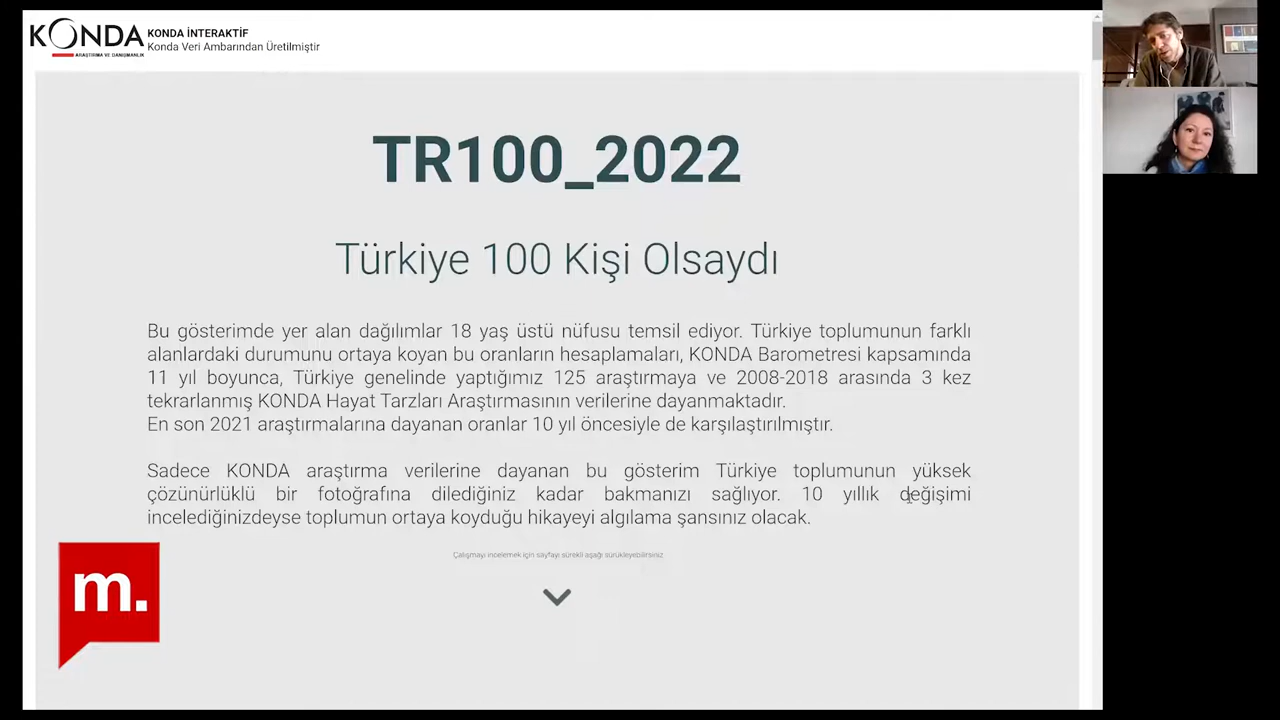 KONDA
ARAŞTIRMA VE DANIŞMANLIK
KONDA İNTERAKTİF
Konda Veri Ambarından Üretilmiştir
TR100_2022
Türkiye 100 Kişi Olsaydı
Bu gösterimde yer alan dağılımlar 18 yaş üstü nüfusu temsil ediyor. Türkiye toplumunun farklı
alanlardaki durumunu ortaya koyan bu oranların hesaplamaları, KONDA Barometresi kapsamında
11 yıl boyunca, Türkiye genelinde yaptığımız 125 araştırmaya ve 2008-2018 arasında 3 kez
tekrarlanmış KONDA Hayat Tarzları Araştırmasının verilerine dayanmaktadır.
En son 2021 araştırmalarına dayanan oranlar 10 yıl öncesiyle de karşılaştırılmıştır.
Sadece KONDA araştırma verilerine dayanan bu gösterim Türkiye toplumunun yüksek
çözünürlüklü bir fotoğrafına dilediğiniz kadar bakmanızı sağlıyor. 10 yıllık değişimi
incelediğinizdeyse toplumun ortaya koyduğu hikayeyi algılama şansınız olacak.
Çalışmayı incelemek için sayfayı sürekli aşağı sürükleyebilirsiniz
m.